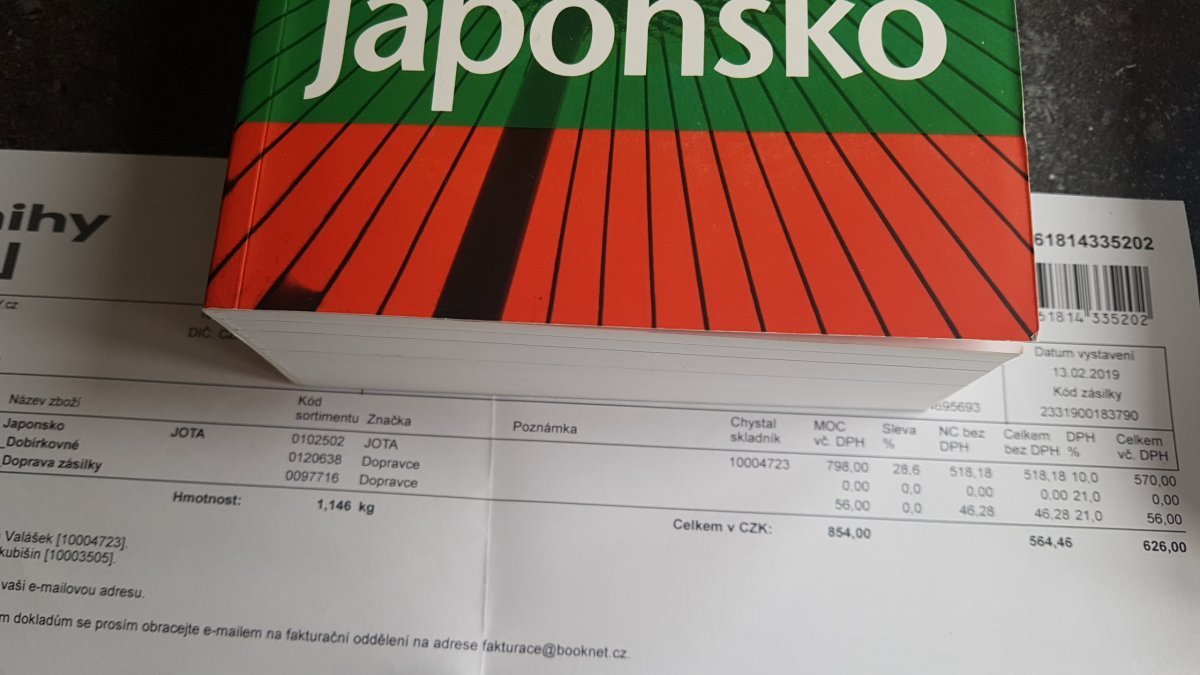 Japonsko
61814335202
61814 335202
DIČ: CZ
Datum vystavení
13.02.2019
Kód zásilky
2331900183790
Název zboží Kód sortimentu Značka Poznámka Chystal skladník MOC vč. DPH Sleva % NC bez DPH Celkem bez DPH DPH % Celkem vč. DPH
Japonsko JOTA 0102502 JOTA 10004723 798,00 28,6 518,18 518,18 10,0 570,00
_Dobírkovné 0120638 Dopravce 0,00 0,0 0,00 0,00 21,0 0,00
_Doprava zásilky 0097716 Dopravce 56,00 0,0 46,28 46,28 21,0 56,00
Hmotnost: 1,146 kg Celkem v CZK: 854,00 564,46 626,00
Valášek [10004723].
kubišin [10003505].
vaši e-mailovou adresu.
m dokladům se prosím obracejte e-mailem na fakturační oddělení na adrese fakturace@booknet.cz.